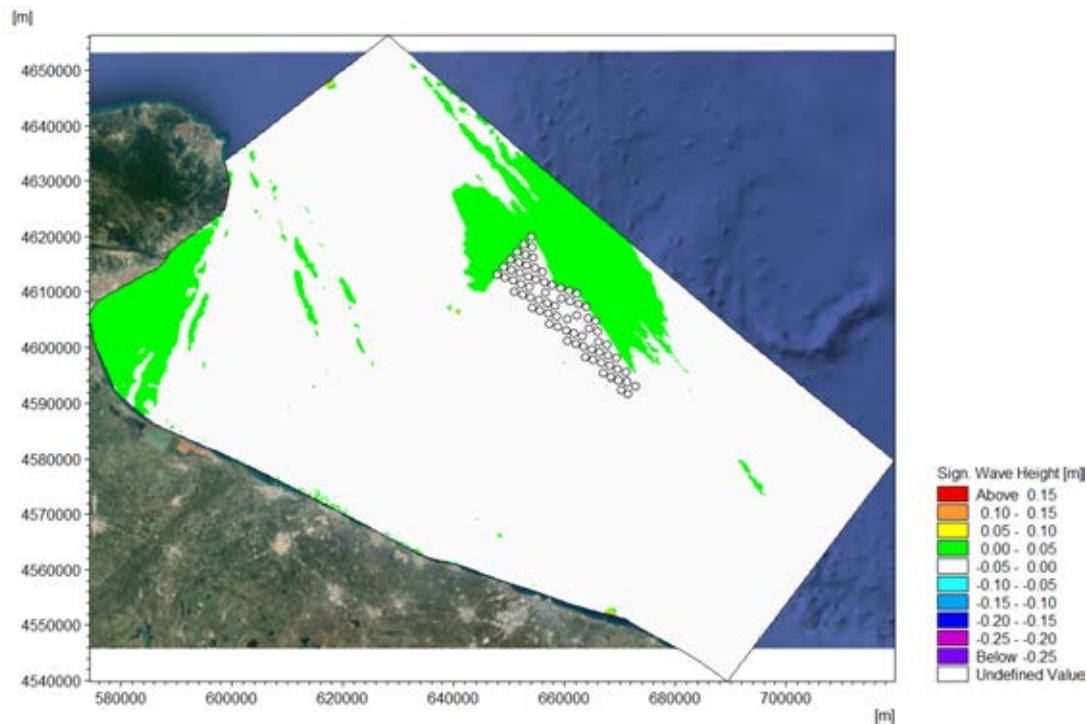 [m]
4650000
4640000
4630000
4620000
4610000
4600000
4590000
4580000
4570000
4560000
4550000
4540000
580000 600000 620000 640000 660000 680000 700000
[m]
Sign. Wave Height [m]
Above 0.15
0.10 - 0.15
0.05 - 0.10
0.00 - 0.05
-0.05 - 0.00
-0.10 - -0.05
-0.15 - -0.10
-0.20 - -0.15
-0.25 - -0.20
Below -0.25
Undefined Value